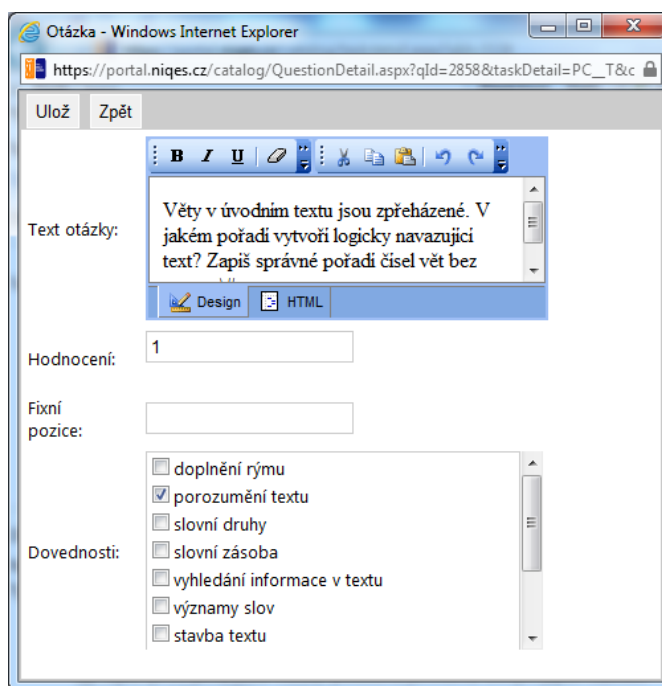 Otázka - Windows Internet Explorer
https://portal.niqes.cz/catalog/QuestionDetail.aspx?qId=2858&taskDetail=PC__T&c
Ulož Zpět
B I U
Text otázky:
Věty v úvodním textu jsou zpřeházené. V
jakém pořadí vytvoří logicky navazující
text? Zapiš správné pořadí čísel vět bez
Design HTML
Hodnocení:
1
Fixní
pozice:
Dovednosti:
doplnění rýmu
porozumění textu
slovní druhy
slovní zásoba
vyhledání informace v textu
významy slov
stavba textu